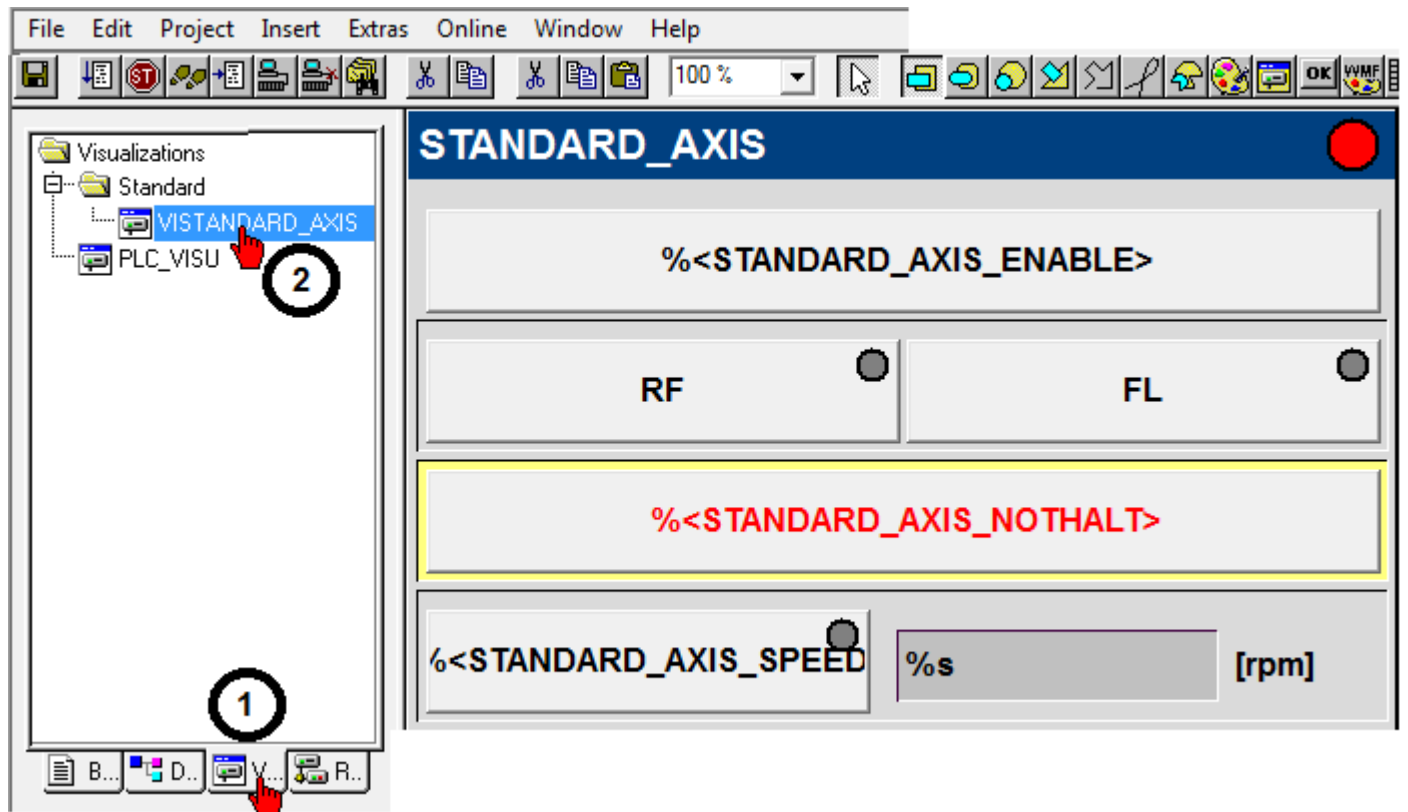 File Edit Project Insert Extras Online Window Help
ST 100 % OK WMF
Visualizations
Standard
VISTANDARD_AXIS
PLC_VISU
2
1
B... D.. V... R..
STANDARD_AXIS
%<STANDARD_AXIS_ENABLE>
RF FL
%<STANDARD_AXIS_NOTHALT>
%<STANDARD_AXIS_SPEED %s [rpm]